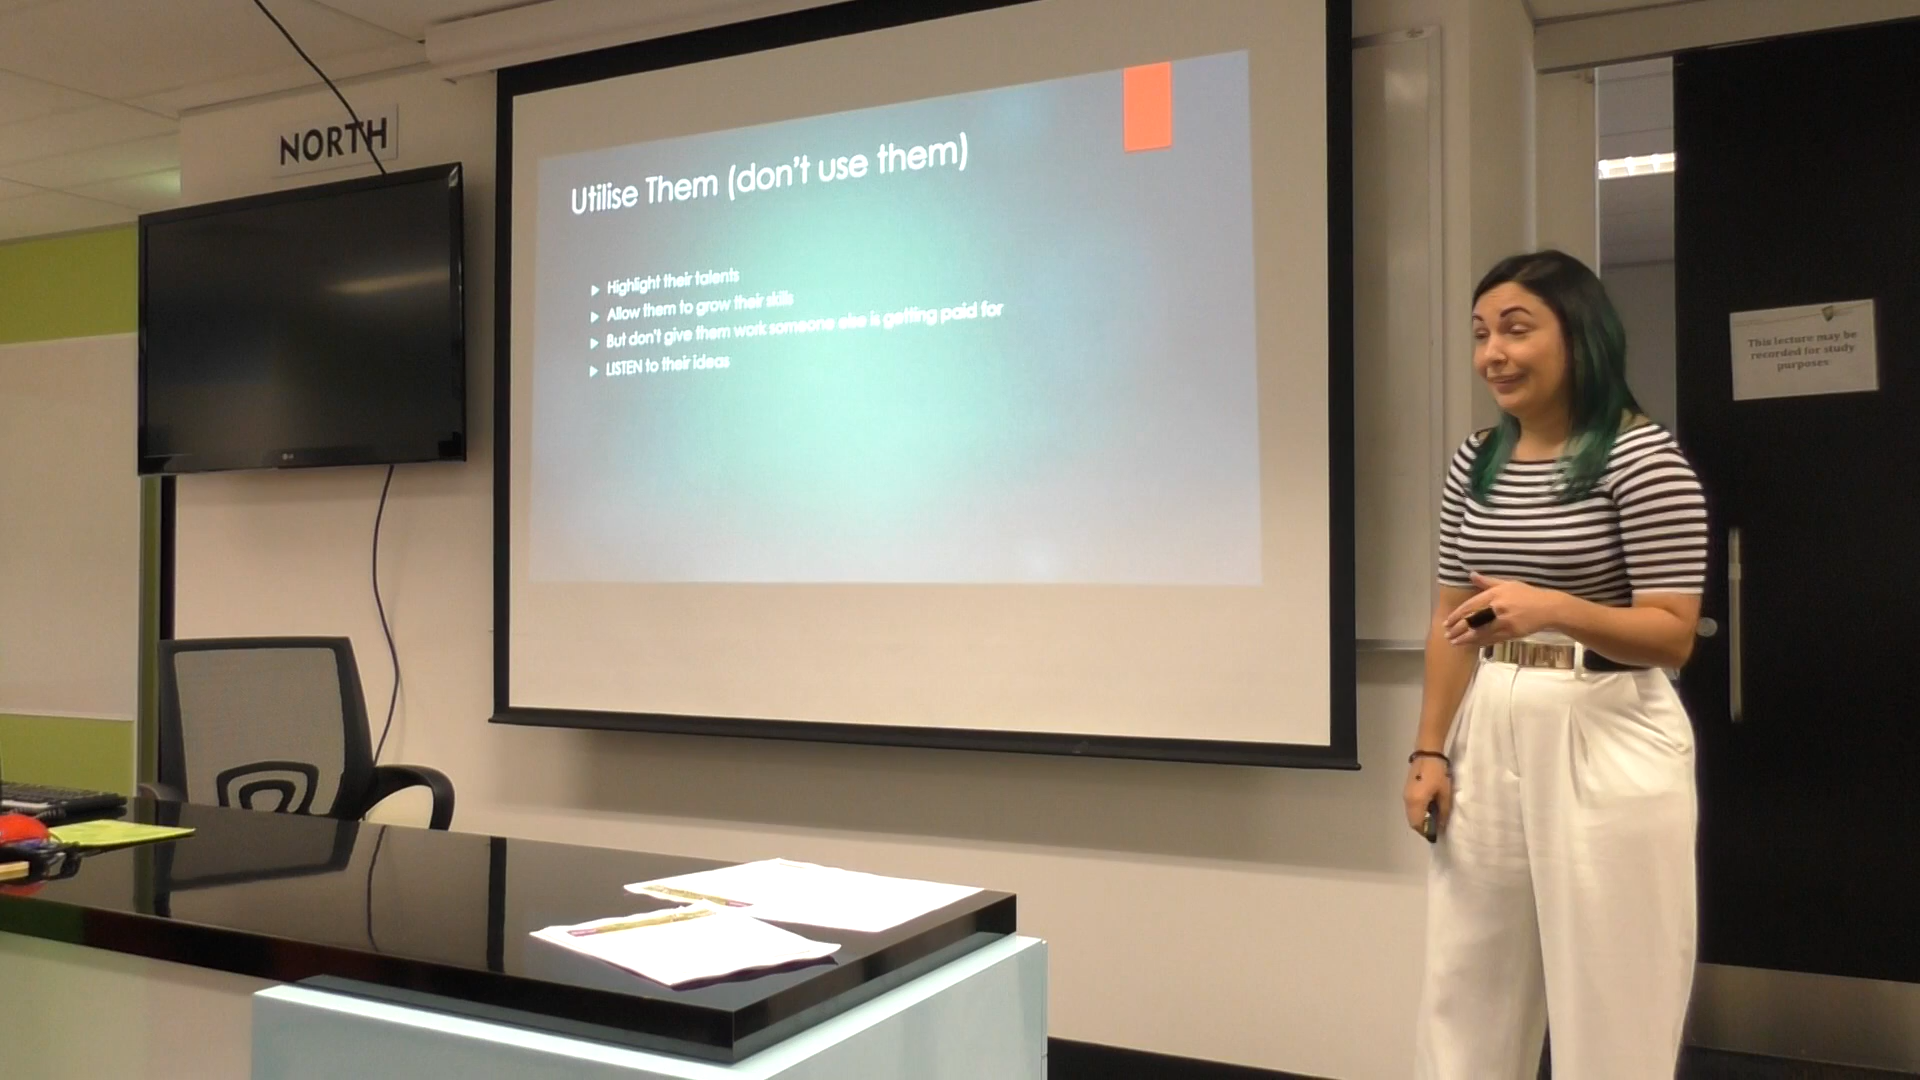 NORTH
Utilise Them (don't use them)
Highlight their talents
Allow them to grow their skills
But don't give them work someone else is getting paid for
LISTEN to their ideas
This lecture may be
recorded for study
purposes
LG